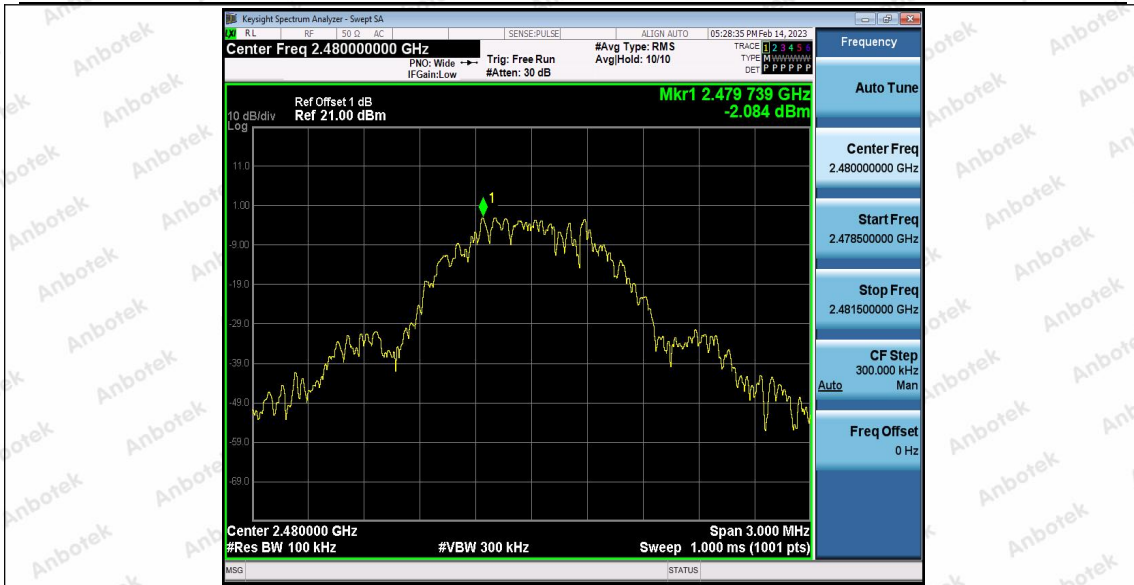 Keysight Spectrum Analyzer - Swept SA
LXI RL RF 50 Ω AC SENSE:PULSE ALIGN AUTO 05:28:35 PM Feb 14, 2023
Center Freq 2.480000000 GHz
PNO: Wide
IFGain:Low
Trig: Free Run
#Atten: 30 dB
#Avg Type: RMS
Avg|Hold: 10/10
TRACE 1 2 3 4 5 6
TYPE M WWWWW
DET P P P P P P
Mkr1 2.479 739 GHz
-2.084 dBm
Ref Offset 1 dB
10 dB/div Ref 21.00 dBm
Log
11.0
1
1.00
-9.00
-19.0
-29.0
-39.0
-49.0
-59.0
-69.0
Center 2.480000 GHz Span 3.000 MHz
#Res BW 100 kHz #VBW 300 kHz Sweep 1.000 ms (1001 pts)
MSG STATUS
Frequency
Auto Tune
Center Freq
2.480000000 GHz
Start Freq
2.478500000 GHz
Stop Freq
2.481500000 GHz
CF Step
300.000 kHz
Auto Man
Freq Offset
0 Hz
Anbotek